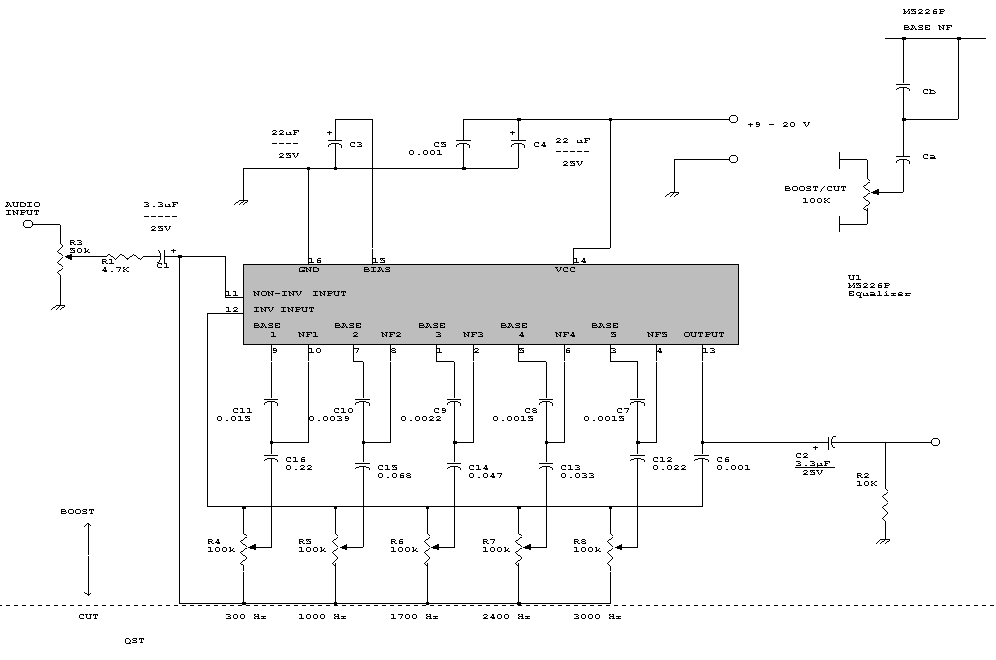 M5226P
BASE NF
Cb
+9 - 20 V
Ca
BOOST/CUT
100K
22uF
-----
25V
+
C3
C5
0.001
+
C4
22 uF
-----
25V
3.3uF
-----
25V
AUDIO
INPUT
R3
50k
R1
4.7K
C1
+
16
15
14
GND
BIAS
VCC
U1
M5226P
Equalizer
11
NON-INV INPUT
12
INV INPUT
BASE
1
NF1
BASE
2
NF2
BASE
3
NF3
BASE
4
NF4
BASE
5
NF5
OUTPUT
9
10
7
8
1
2
5
6
3
4
13
C11
0.015
C10
0.0039
C9
0.0022
C8
0.0015
C7
0.0015
C16
0.22
C15
0.068
C14
0.047
C13
0.033
C12
0.022
C6
0.001
+
C2
3.3uF
25V
R2
10K
BOOST
R4
100k
R5
100k
R6
100k
R7
100k
R8
100k
CUT
300 Hz
1000 Hz
1700 Hz
2400 Hz
3000 Hz
QST